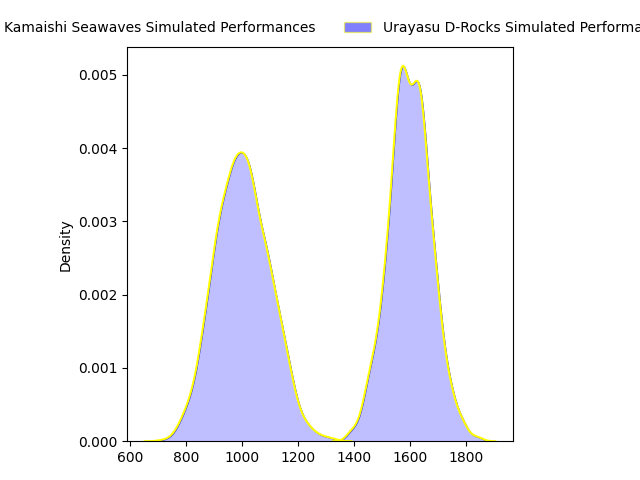 Kamaishi Seawaves Simulated Performances
Urayasu D-Rocks Simulated Performa
0.005
0.004
0.003
0.002
0.001
0.000
Density
600 800 1000 1200 1400 1600 1800